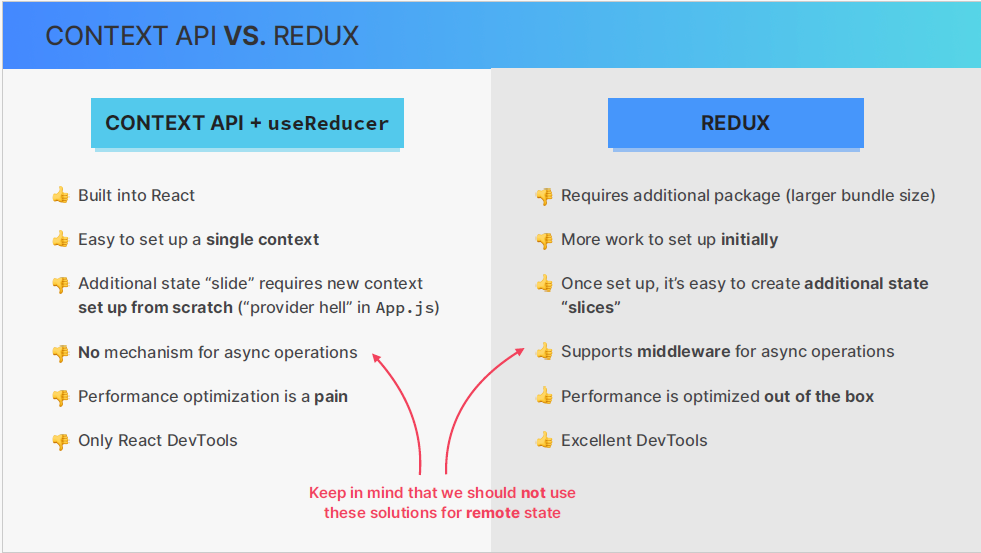 CONTEXT API VS. REDUX
CONTEXT API + useReducer
Built into React
Easy to set up a single context
Additional state “slide” requires new context
set up from scratch (“provider hell” in App.js)
No mechanism for async operations
Performance optimization is a pain
Only React DevTools
REDUX
Requires additional package (larger bundle size)
More work to set up initially
Once set up, it’s easy to create additional state
“slices”
Supports middleware for async operations
Performance is optimized out of the box
Excellent DevTools
Keep in mind that we should not use
these solutions for remote state